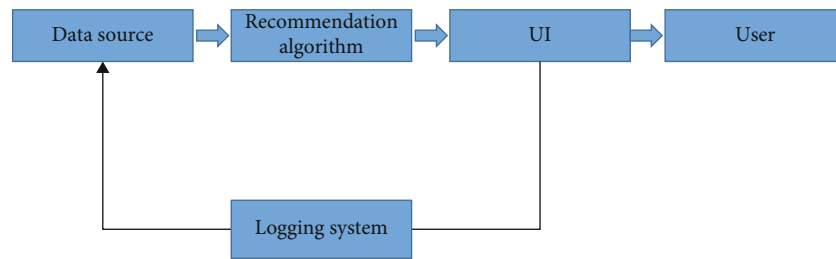 Data source
Recommendation
algorithm
UI
User
Logging system